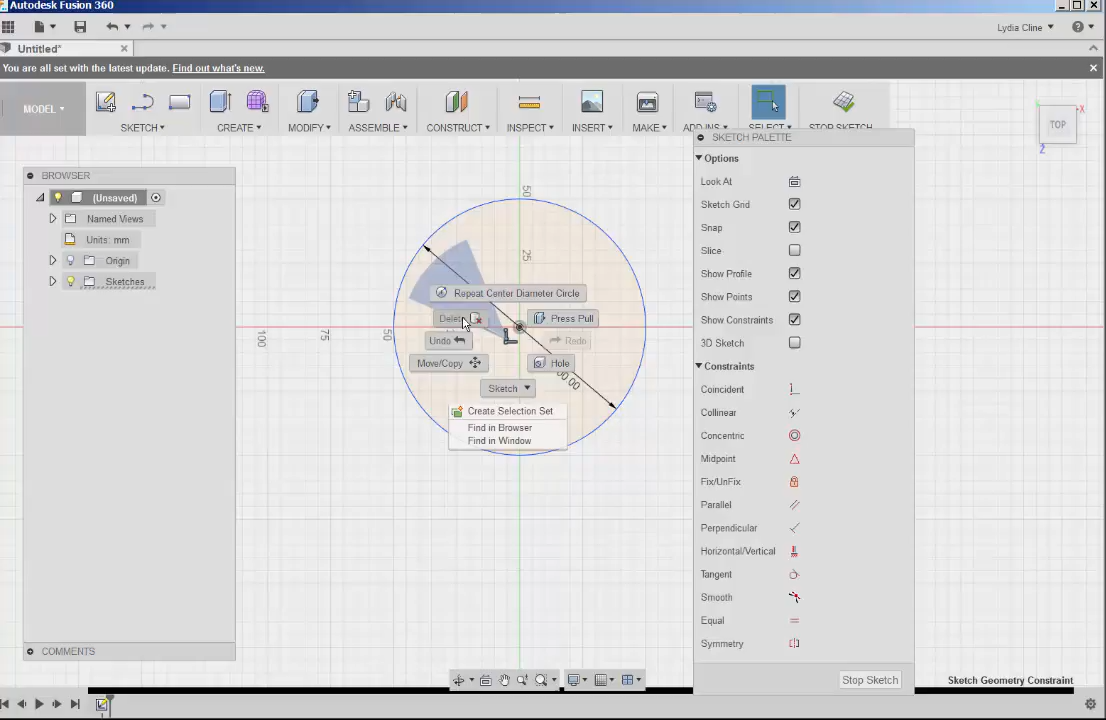 Autodesk Fusion 360
Lydia Cline
Untitled*
You are all set with the latest update. Find out what's new.
MODEL
SKETCH
CREATE
MODIFY
ASSEMBLE
CONSTRUCT
INSPECT
INSERT
MAKE
ADD-INS
SELECT
STOP SKETCH
TOP
X
Z
BROWSER
(Unsaved)
Named Views
Units: mm
Origin
Sketches
COMMENTS
50
25
100
75
50
Repeat Center Diameter Circle
Delete
Press Pull
Undo
Redo
Move/Copy
Hole
Sketch
Create Selection Set
Find in Browser
Find in Window
SKETCH PALETTE
Options
Look At
Sketch Grid
Snap
Slice
Show Profile
Show Points
Show Constraints
3D Sketch
Constraints
Coincident
Collinear
Concentric
Midpoint
Fix/UnFix
Parallel
Perpendicular
Horizontal/Vertical
Tangent
Smooth
Equal
Symmetry
Stop Sketch
Sketch Geometry Constraint